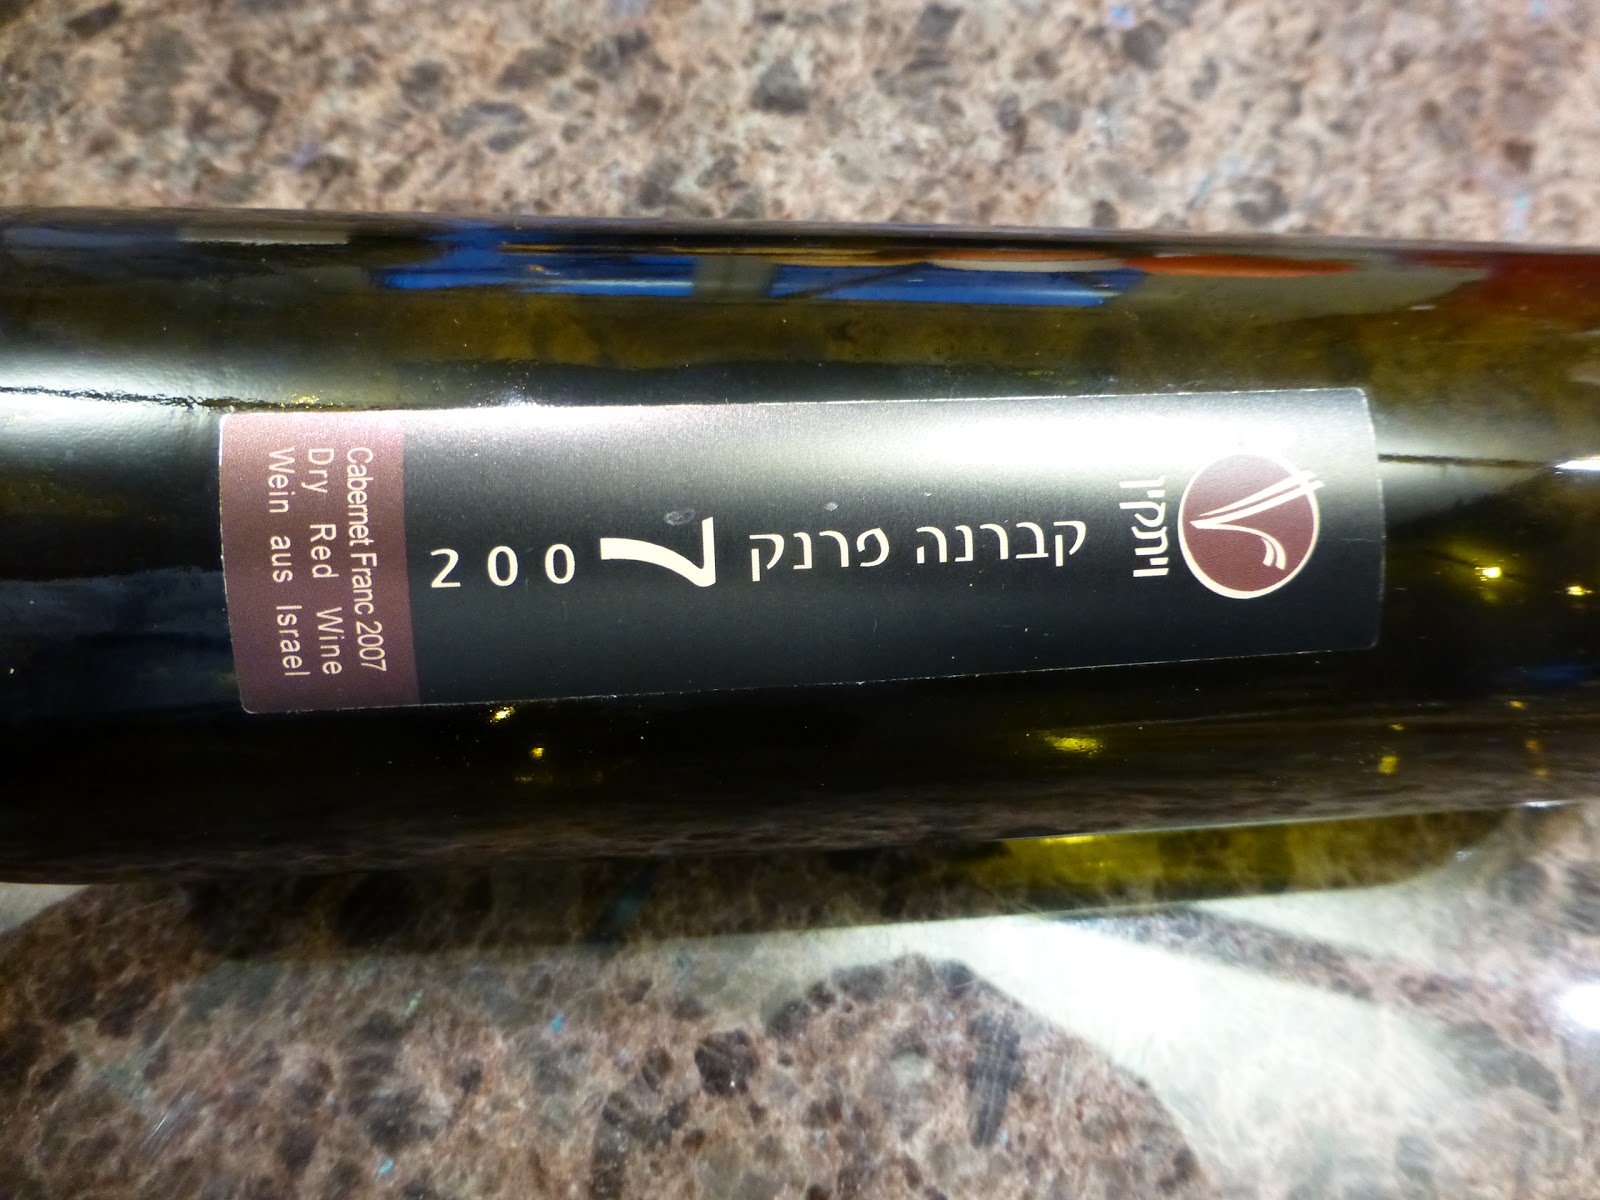 ויתקין
קברנה פרנק
2007
Cabernet Franc 2007
Dry Red Wine
Wein aus Israel